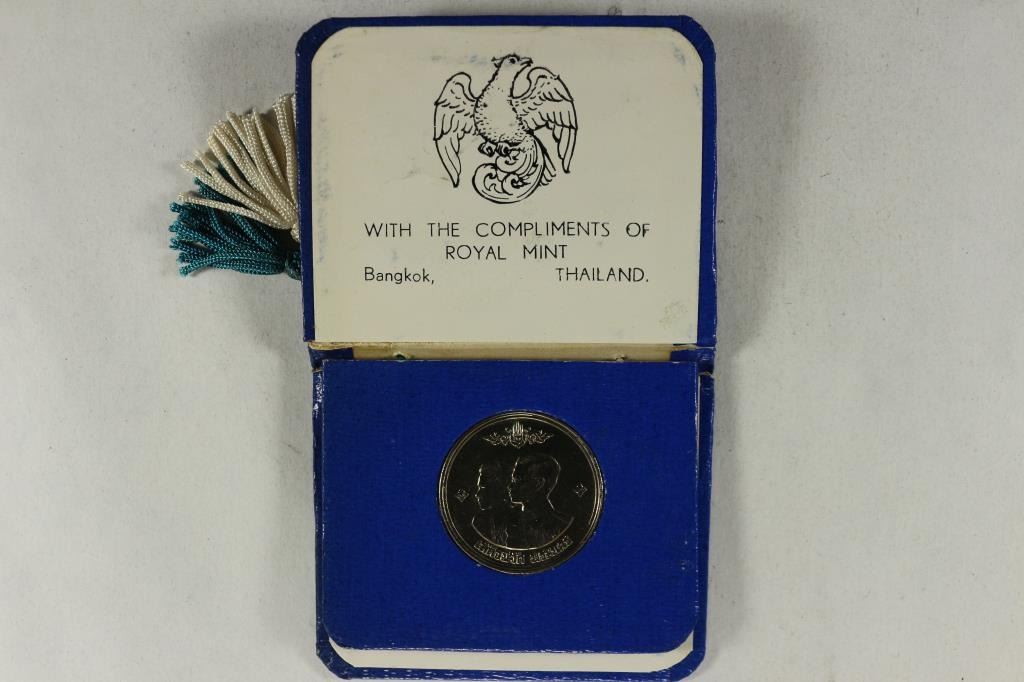 WITH THE COMPLIMENTS OF
ROYAL MINT
Bangkok, THAILAND.